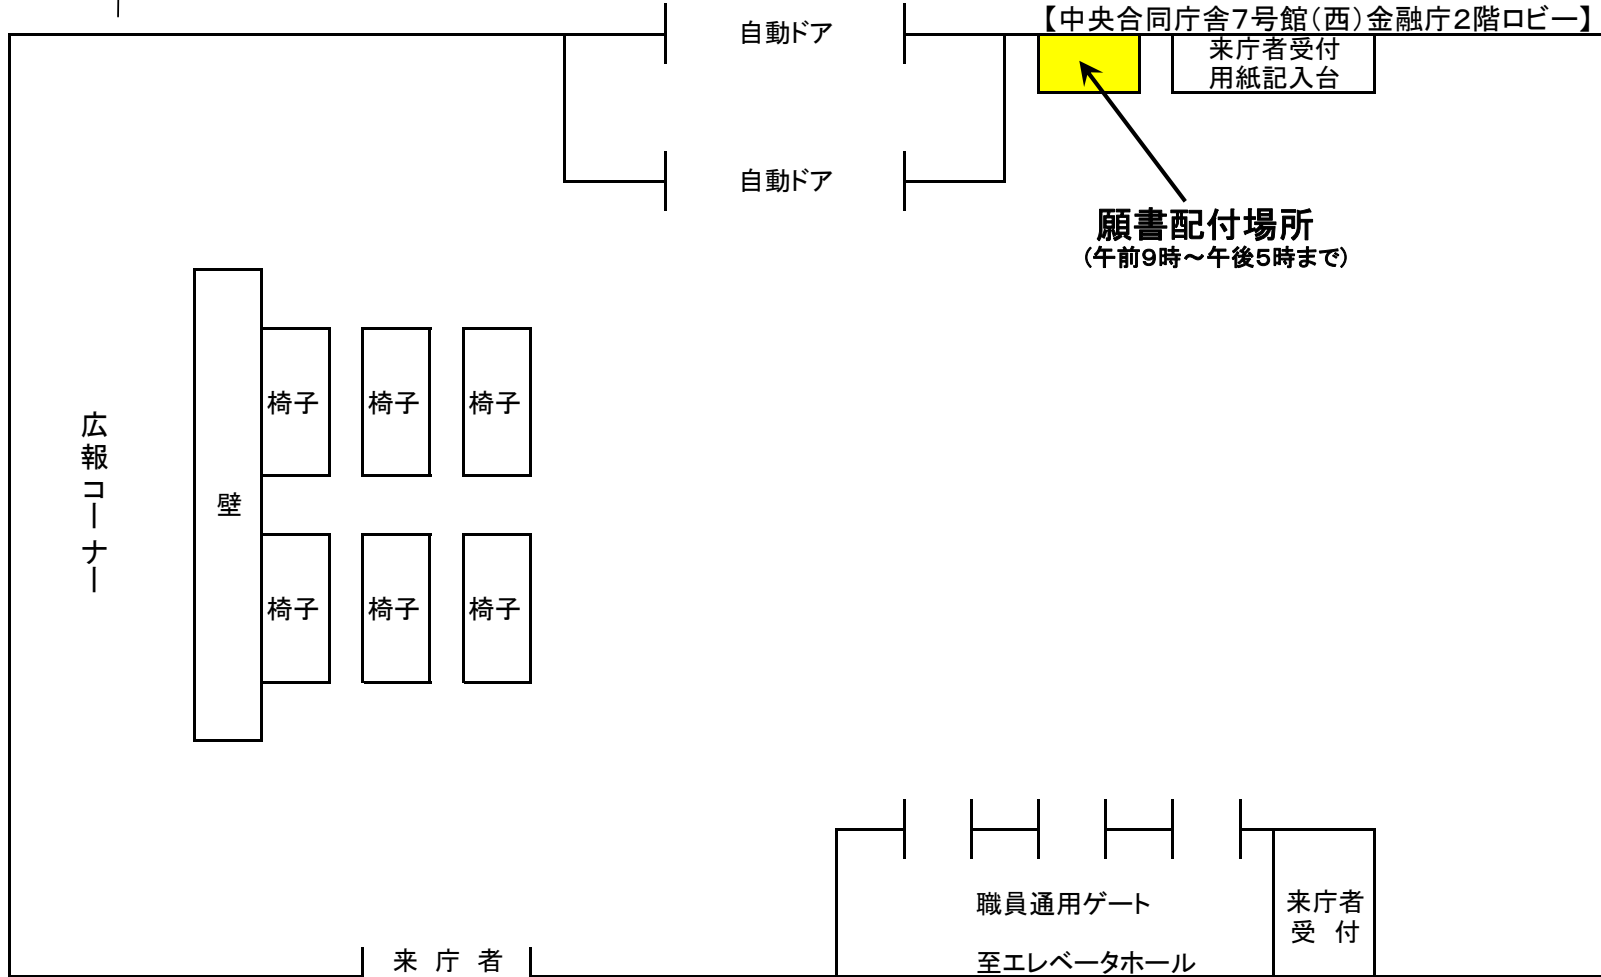 【中央合同庁舎7号館(西)金融庁2階ロビー】
自動ドア
来庁者受付
用紙記入台
自動ドア
願書配付場所
(午前9時～午後5時まで)
椅子
椅子
椅子
広報コーナー
壁
椅子
椅子
椅子
職員通用ゲート
来庁者
受 付
来 庁 者
至エレベータホール